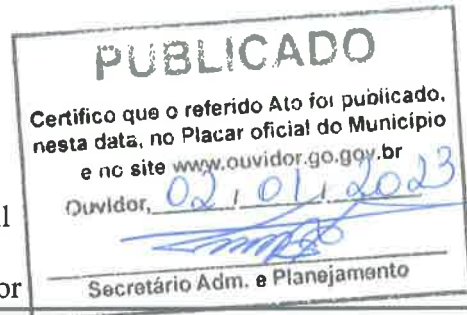 PUBLICADO
Certifico que o referido Ato foi publicado,
nesta data, no Placar oficial do Município
e no site www.ouvidor.go.gov.br
Ouvidor, 02 / 01 / 2023
Secretário Adm. e Planejamento
l
or